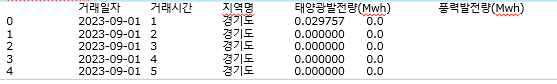 거래일자 거래시간 지역명 태양광발전량(Mwh) 풍력발전량(Mwh)
0 2023-09-01 1 경기도 0.029757 0.0
1 2023-09-01 2 경기도 0.000000 0.0
2 2023-09-01 3 경기도 0.000000 0.0
3 2023-09-01 4 경기도 0.000000 0.0
4 2023-09-01 5 경기도 0.000000 0.0